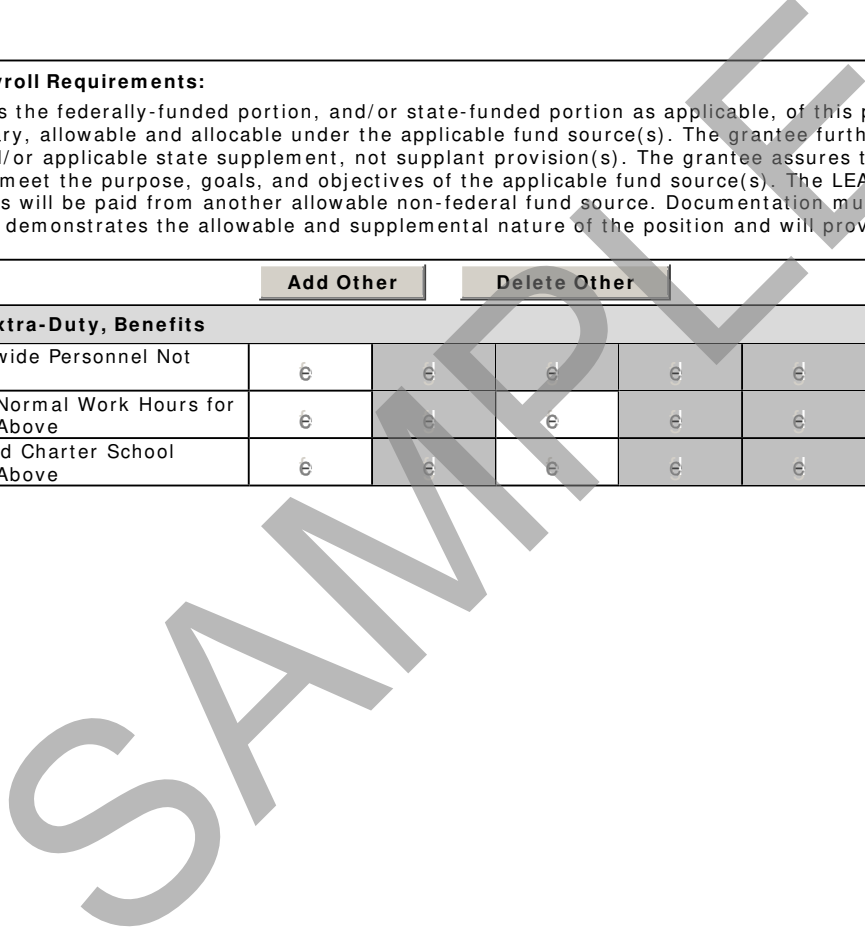 yroll Requirements:
s the federally-funded portion, and/or state-funded portion as applicable, of this p
ary, allowable and allocable under the applicable fund source(s). The grantee furth
d/or applicable state supplement, not supplant provision(s). The grantee assures t
meet the purpose, goals, and objectives of the applicable fund source(s). The LEA
s will be paid from another allowable non-federal fund source. Documentation mu
demonstrates the allowable and supplemental nature of the position and will prov
Add Other Delete Other
xtra-Duty, Benefits
wide Personnel Not
Normal Work Hours for
Above
d Charter School
Above
SAMPLE